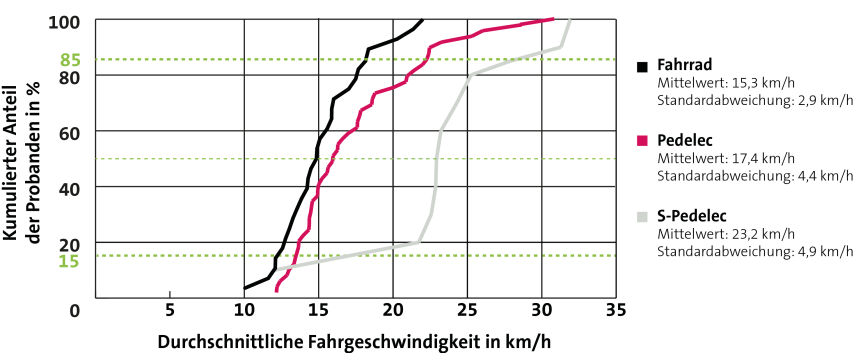 Kumulierter Anteil
der Probanden in %
100
85
80
60
40
20
15
0
5
10
15
20
25
30
35
Durchschnittliche Fahrgeschwindigkeit in km/h
Fahrrad
Mittelwert: 15,3 km/h
Standardabweichung: 2,9 km/h
Pedelec
Mittelwert: 17,4 km/h
Standardabweichung: 4,4 km/h
S-Pedelec
Mittelwert: 23,2 km/h
Standardabweichung: 4,9 km/h